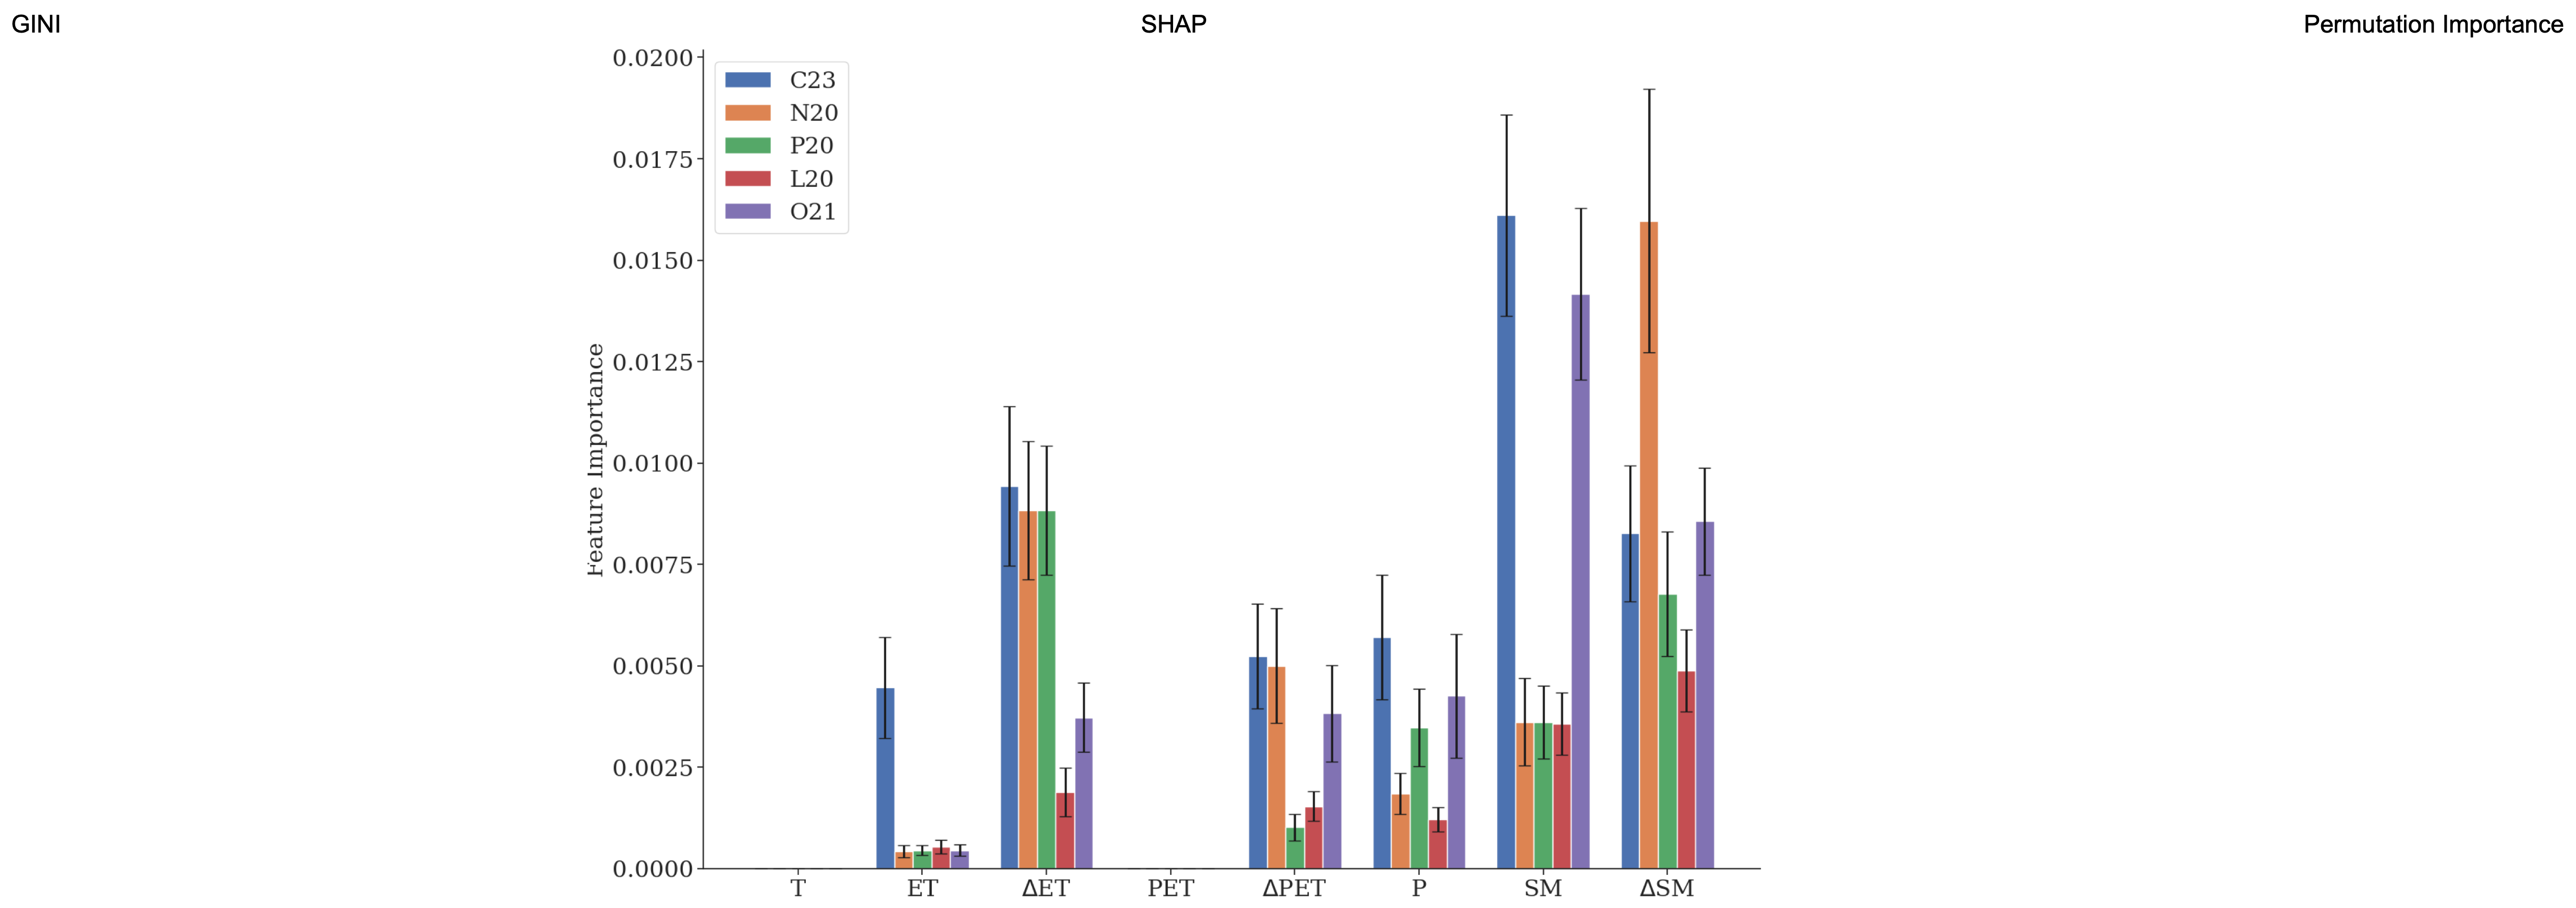 GINI
SHAP
Permutation Importance
0.0200
0.0175
0.0150
0.0125
0.0100
0.0075
0.0050
0.0025
0.0000
Feature Importance
C23
N20
P20
L20
O21
T
ET
ΔET
PET
ΔPET
P
SM
ΔSM